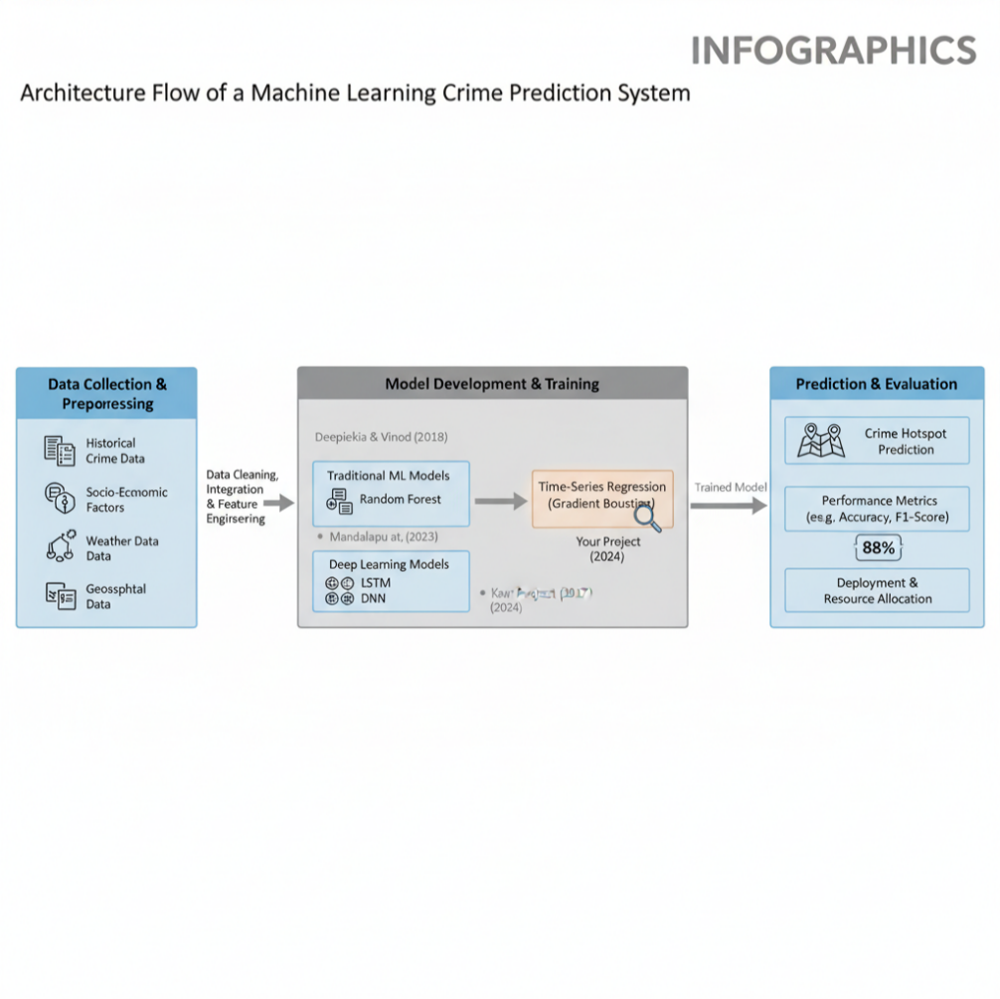 INFOGRAPHICS
Architecture Flow of a Machine Learning Crime Prediction System
Data Collection &
Preporressing
Historical
Crime Data
Socio-Ecmomic
Factors
Weather Data
Data
Geossphtal
Data
Data Cleaning,
Integration
& Feature
Engirsering
Model Development & Training
Deepiekia & Vinod (2018)
Traditional ML Models
Random Forest
• Mandalapu at, (2023)
Deep Learning Models
LSTM
DNN
Time-Series Regression
(Gradient Bousting)
Your Project
(2024)
(2024)
Trained Model
Prediction & Evaluation
Crime Hotspot
Prediction
Performance Metrics
(es.g, Accuracy, F1-Score)
88%
Deployment &
Resource Allocation